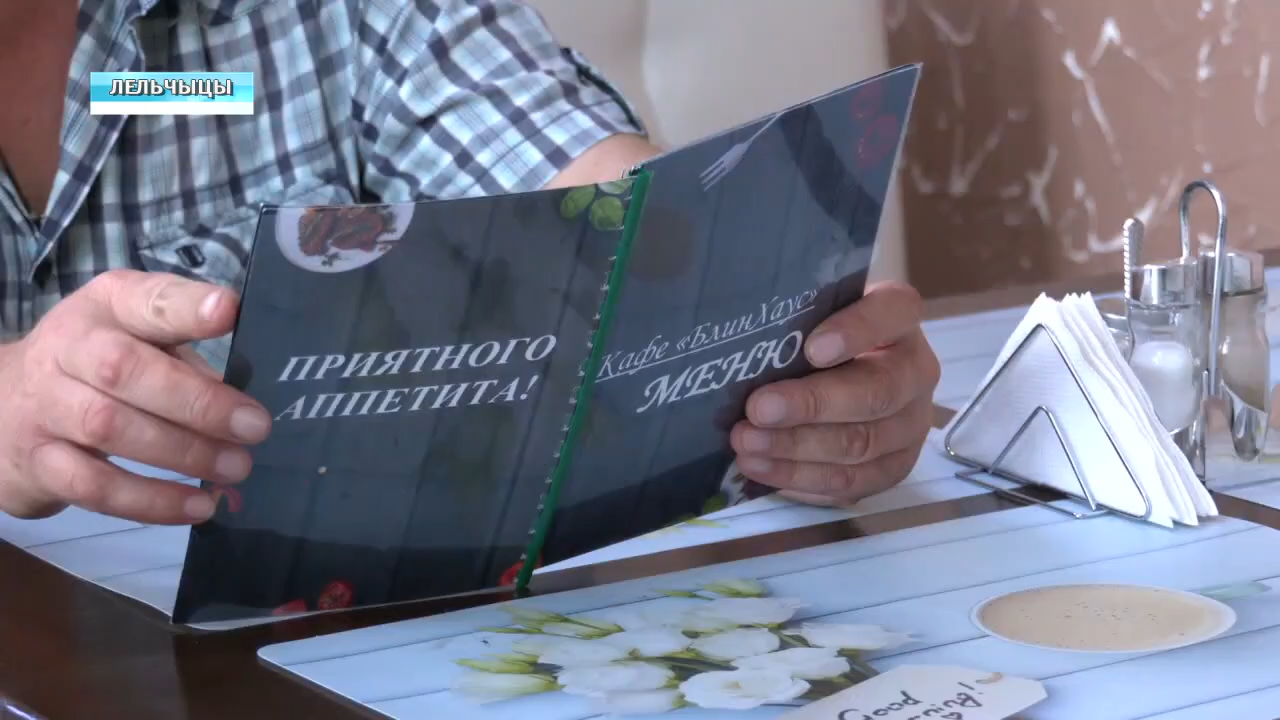 ЛЕЛЬЧЫЦЫ
ПРИЯТНОГО
АППЕТИТА!
Кафе «БлинХаус»
МЕНЮ
Good